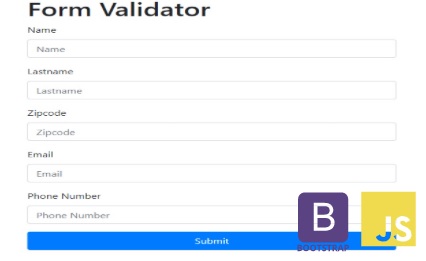 Form Validator
Name
Name
Lastname
Lastname
Zipcode
Zipcode
Email
Email
Phone Number
Phone Number
B
JS
Submit
BOOTSTRAP